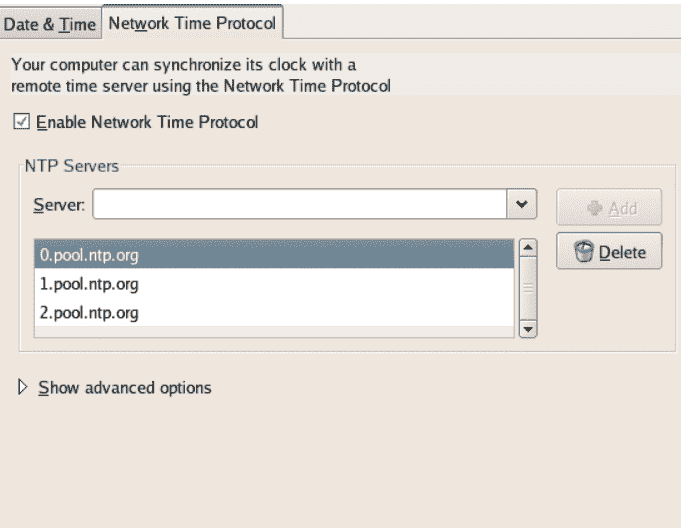 Date & Time
Network Time Protocol
Your computer can synchronize its clock with a
remote time server using the Network Time Protocol
Enable Network Time Protocol
NTP Servers
Server:
Add
0.pool.ntp.org
Delete
1.pool.ntp.org
2.pool.ntp.org
Show advanced options